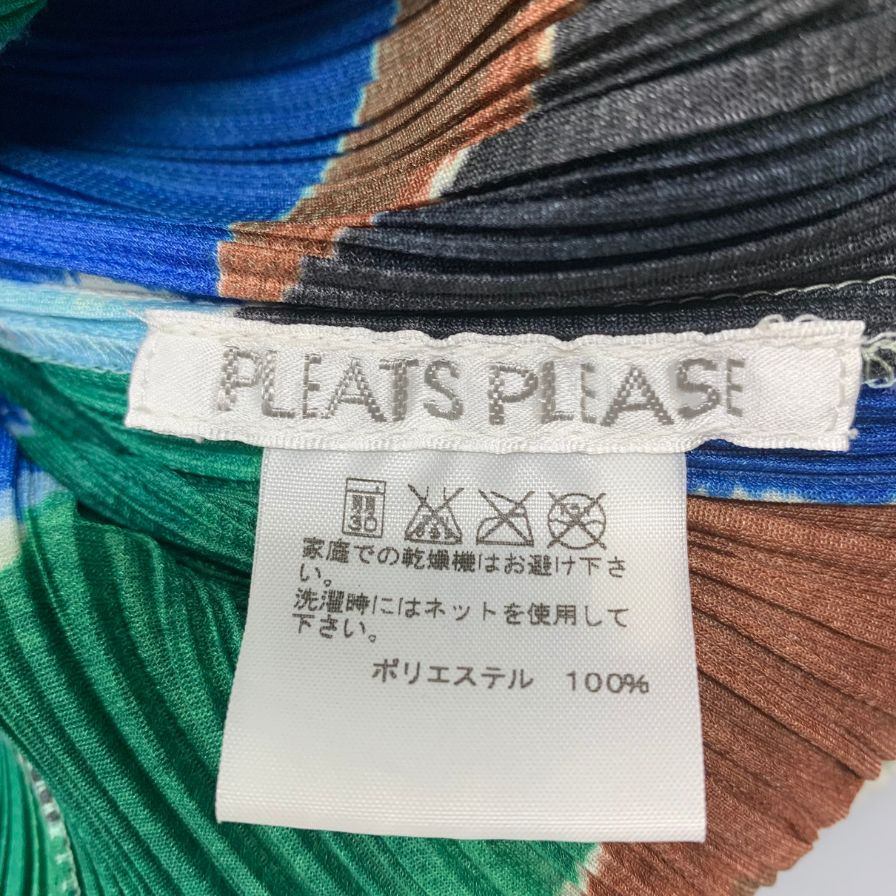 PLEATS PLEASE
弱
30
家庭での乾燥機はお避け下さ
い。
洗濯時にはネットを使用して
下さい。
ポリエステル 100%